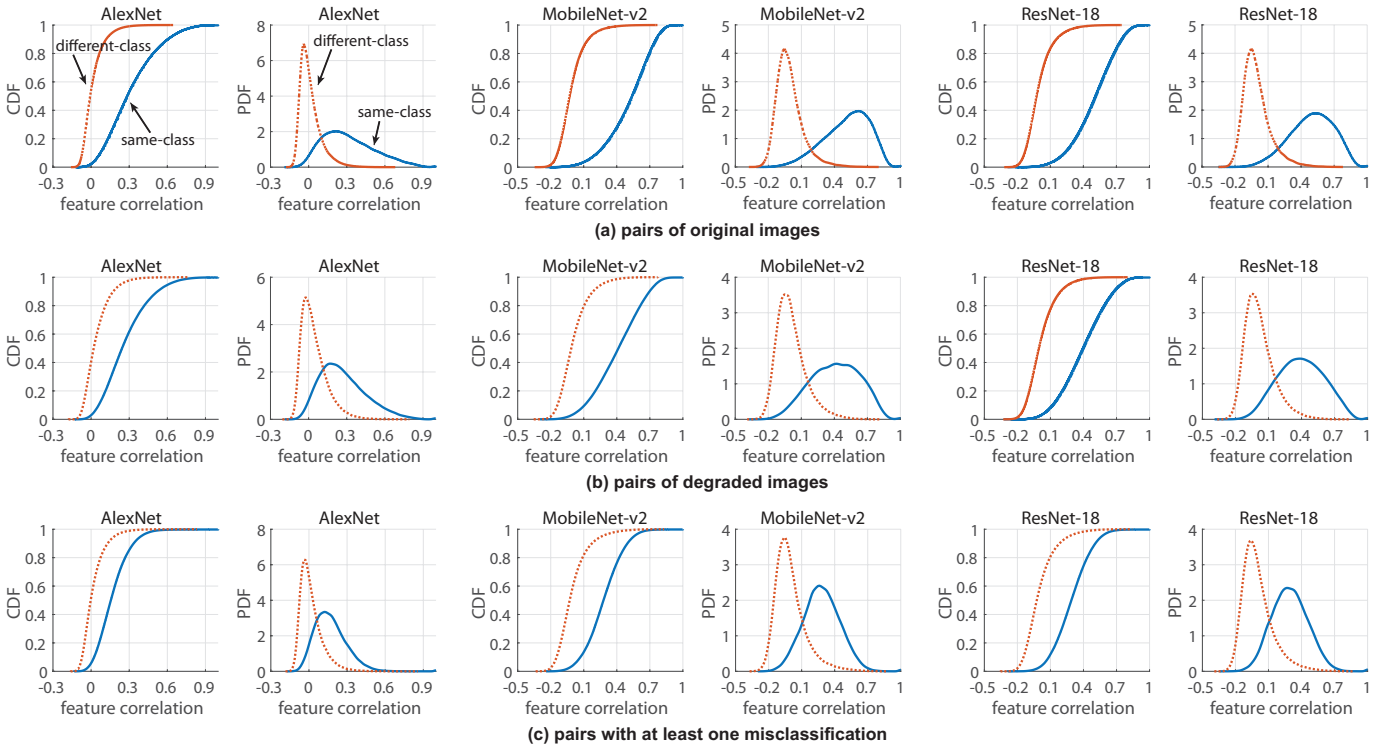 AlexNet AlexNet MobileNet-v2 MobileNet-v2 ResNet-18 ResNet-18
CDF
1
0.8
0.6
0.4
0.2
0
different-class
same-class
-0.3 0 0.3 0.6 0.9
feature correlation
PDF
8
6
4
2
0
different-class
same-class
-0.3 0 0.3 0.6 0.9
feature correlation
CDF
1
0.8
0.6
0.4
0.2
0
-0.5 -0.2 0.1 0.4 0.7 1
feature correlation
PDF
5
4
3
2
1
0
-0.5 -0.2 0.1 0.4 0.7 1
feature correlation
CDF
1
0.8
0.6
0.4
0.2
0
-0.5 -0.2 0.1 0.4 0.7 1
feature correlation
PDF
5
4
3
2
1
0
-0.5 -0.2 0.1 0.4 0.7 1
feature correlation
(a) pairs of original images
AlexNet AlexNet MobileNet-v2 MobileNet-v2 ResNet-18 ResNet-18
CDF
1
0.8
0.6
0.4
0.2
0
-0.3 0 0.3 0.6 0.9
feature correlation
PDF
6
4
2
0
-0.3 0 0.3 0.6 0.9
feature correlation
CDF
1
0.8
0.6
0.4
0.2
0
-0.5 -0.2 0.1 0.4 0.7 1
feature correlation
PDF
4
3
2
1
0
-0.5 -0.2 0.1 0.4 0.7 1
feature correlation
CDF
1
0.8
0.6
0.4
0.2
0
-0.5 -0.2 0.1 0.4 0.7 1
feature correlation
PDF
4
3
2
1
0
-0.5 -0.2 0.1 0.4 0.7 1
feature correlation
(b) pairs of degraded images
AlexNet AlexNet MobileNet-v2 MobileNet-v2 ResNet-18 ResNet-18
CDF
1
0.8
0.6
0.4
0.2
0
-0.3 0 0.3 0.6 0.9
feature correlation
PDF
8
6
4
2
0
-0.3 0 0.3 0.6 0.9
feature correlation
CDF
1
0.8
0.6
0.4
0.2
0
-0.5 -0.2 0.1 0.4 0.7 1
feature correlation
PDF
4
3
2
1
0
-0.5 -0.2 0.1 0.4 0.7 1
feature correlation
CDF
1
0.8
0.6
0.4
0.2
0
-0.5 -0.2 0.1 0.4 0.7 1
feature correlation
PDF
4
3
2
1
0
-0.5 -0.2 0.1 0.4 0.7 1
feature correlation
(c) pairs with at least one misclassification